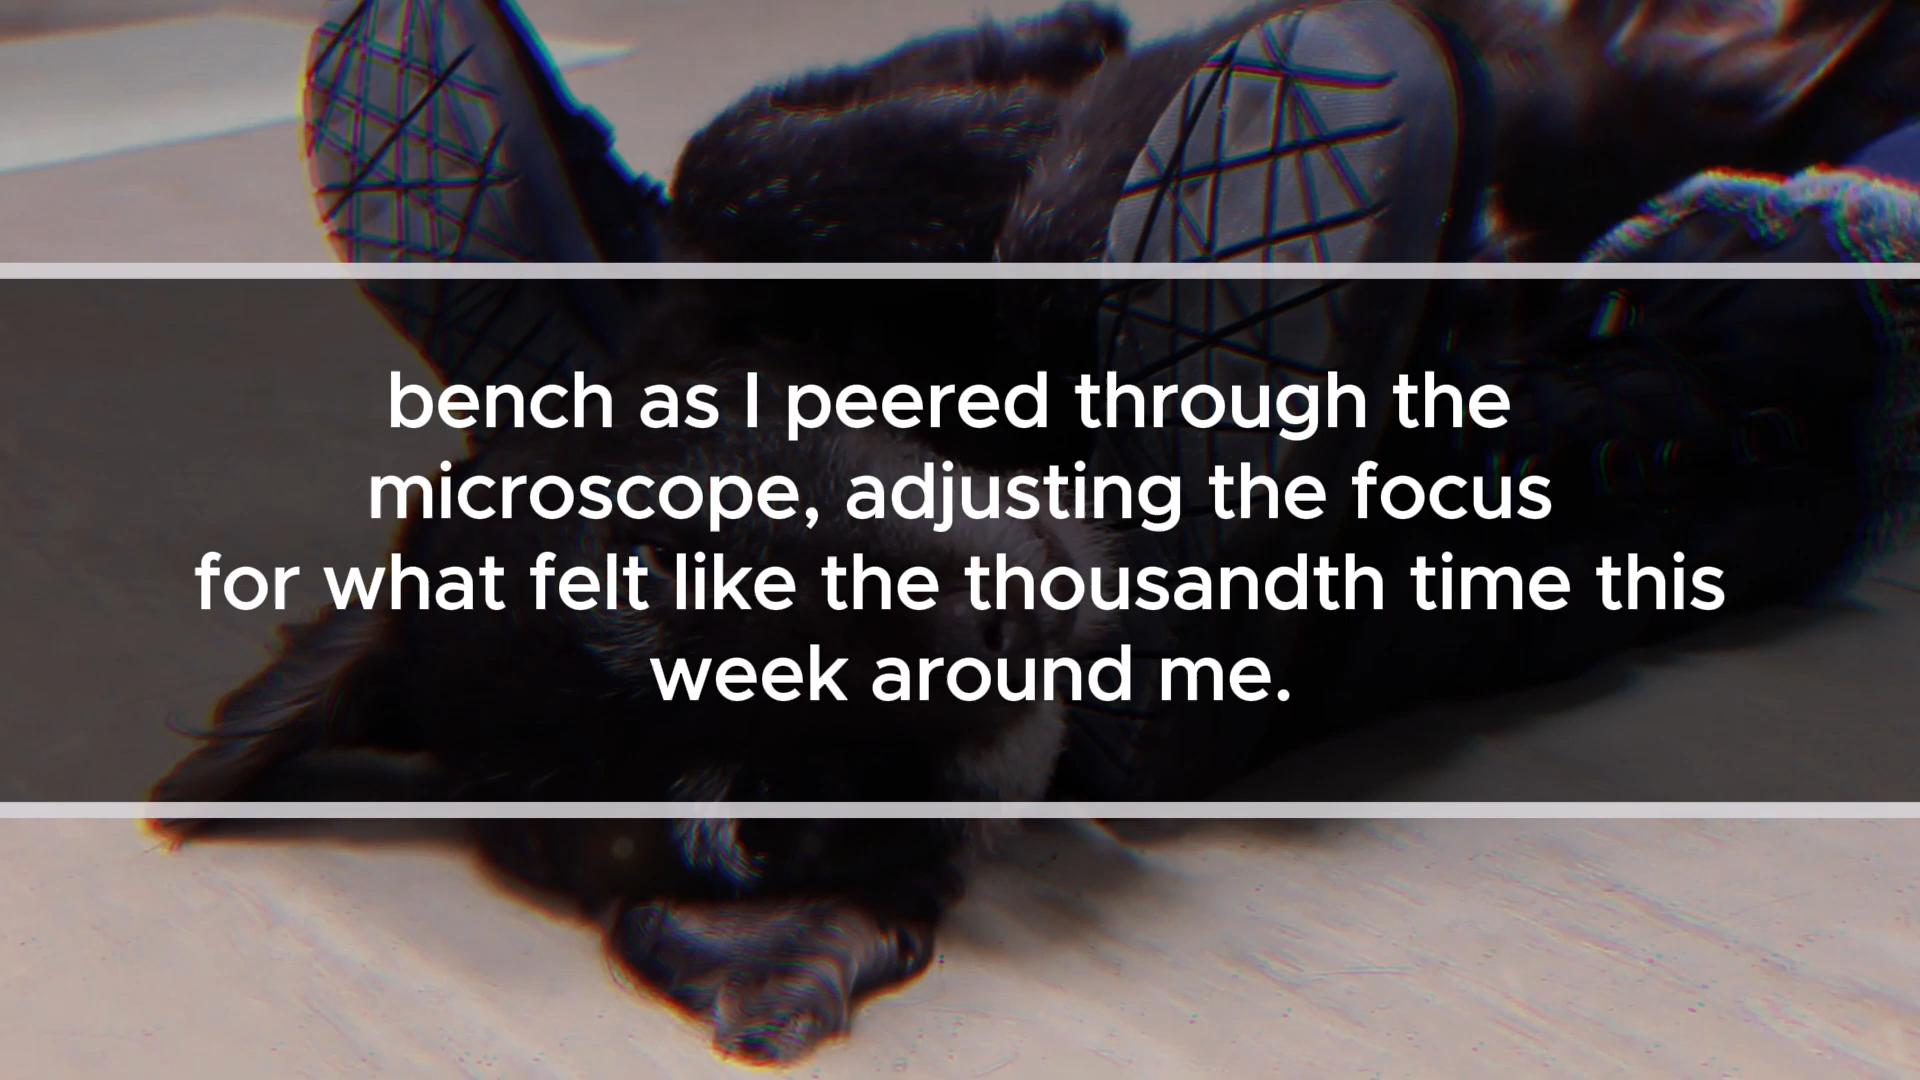 bench as I peered through the
microscope, adjusting the focus
for what felt like the thousandth time this
week around me.